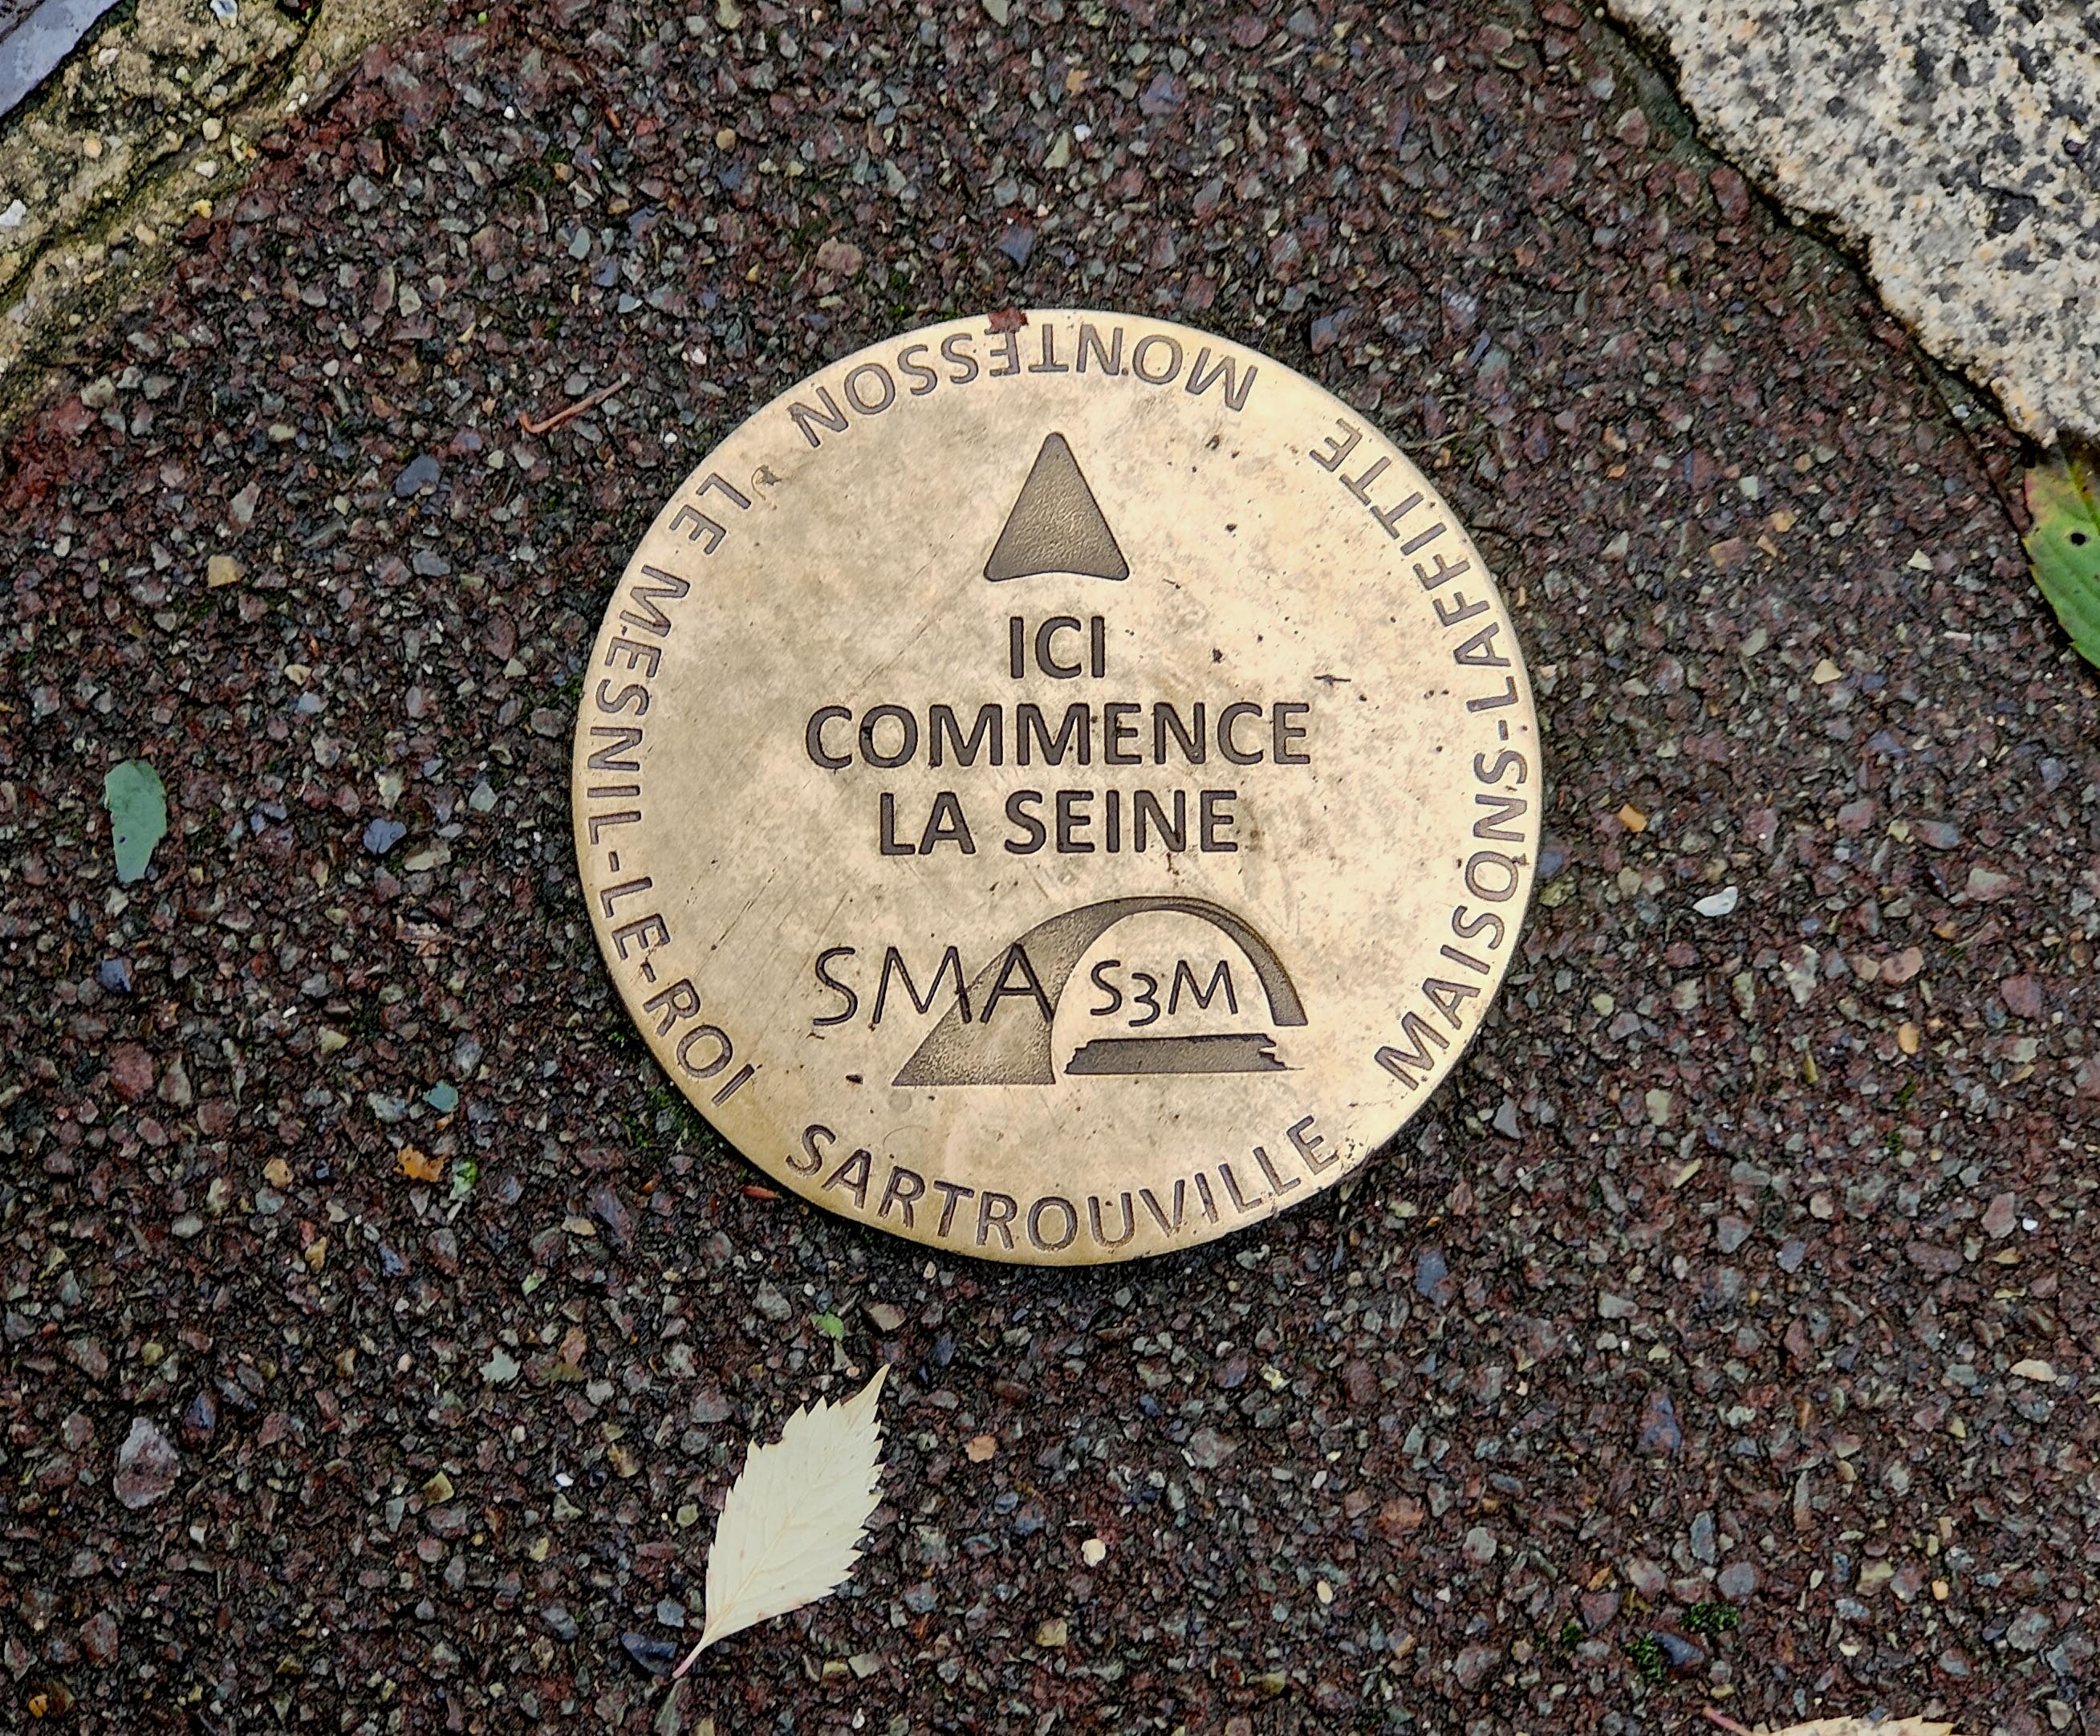 ICI
COMMENCE
LA SEINE
SMA S3M
MONTESSON
LE MESNIL-LE-ROI
SARTROUVILLE
MAISONS-LAFFITTE